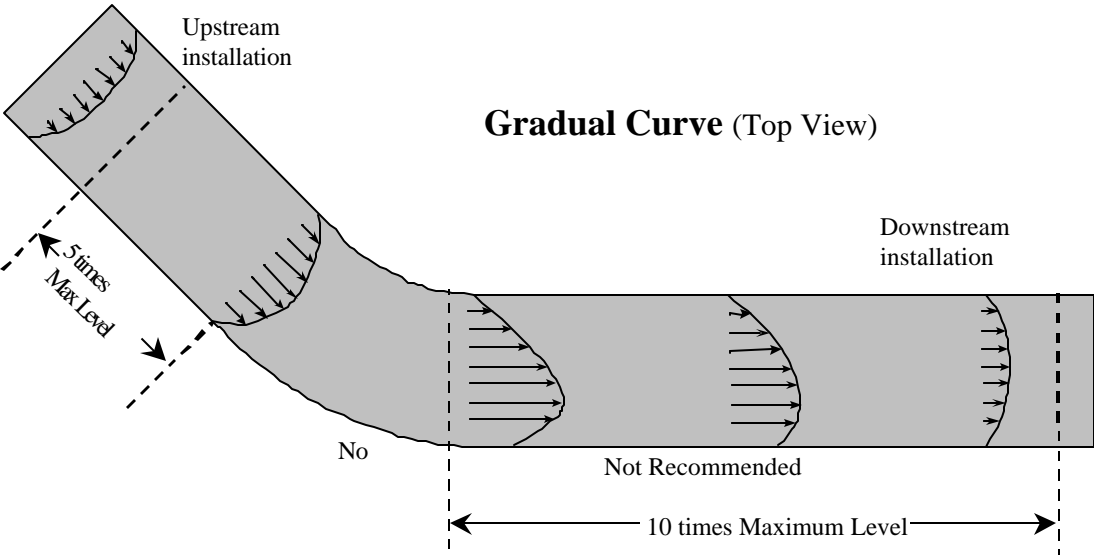 Upstream
installation
Gradual Curve (Top View)
Downstream
installation
5 times
Max Level
No
Not Recommended
10 times Maximum Level